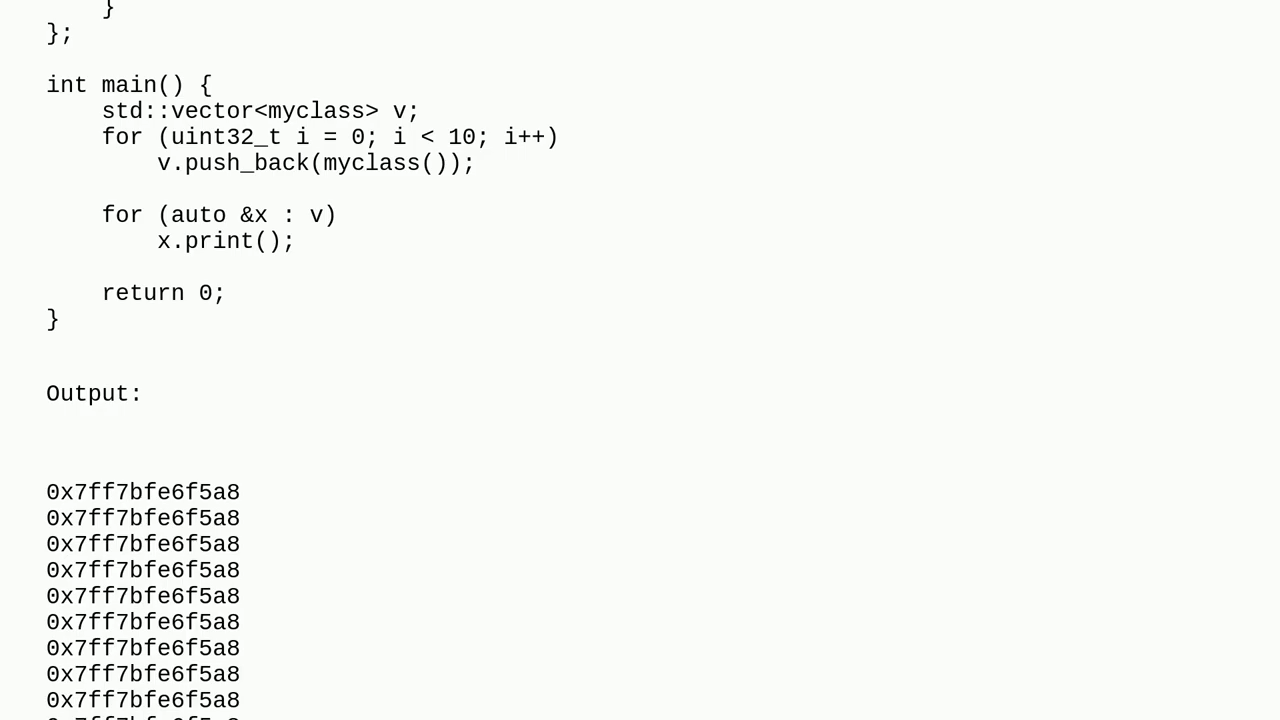 }
};
int main() {
std::vector<myclass> v;
for (uint32_t i = 0; i < 10; i++)
v.push_back(myclass());
for (auto &x : v)
x.print();
return 0;
}
Output:
0x7ff7bfe6f5a8
0x7ff7bfe6f5a8
0x7ff7bfe6f5a8
0x7ff7bfe6f5a8
0x7ff7bfe6f5a8
0x7ff7bfe6f5a8
0x7ff7bfe6f5a8
0x7ff7bfe6f5a8
0x7ff7bfe6f5a8